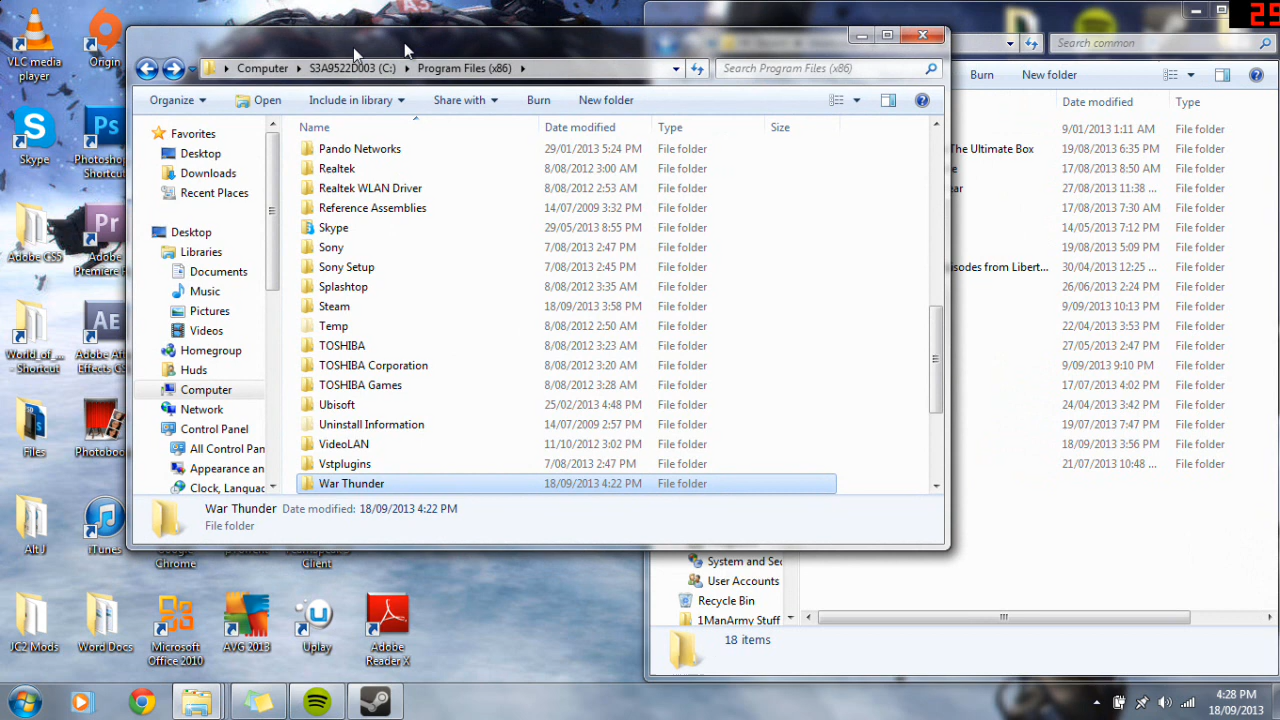 VLC media player
Origin
Skype
Photoshop Shortcut
Adobe CS5
Adobe Premiere P
World_of_... - Shortcut
Adobe Aft Effects CS
Files
Photoboo
Alt J
iTunes
Google Chrome
Client
JC2 Mods
Word Docs
Microsoft Office 2010
AVG 2013
Uplay
Adobe Reader X
Computer
S3A9522D003 (C:)
Program Files (x86)
Search Program Files (x86)
Organize
Open
Include in library
Share with
Burn
New folder
Favorites
Desktop
Downloads
Recent Places
Desktop
Libraries
Documents
Music
Pictures
Videos
Homegroup
Huds
Computer
Network
Control Panel
All Control Pan
Appearance an
Clock, Languag
Name Date modified Type Size
Pando Networks 29/01/2013 5:24 PM File folder
Realtek 8/08/2012 3:00 AM File folder
Realtek WLAN Driver 8/08/2012 2:53 AM File folder
Reference Assemblies 14/07/2009 3:32 PM File folder
Skype 29/05/2013 8:55 PM File folder
Sony 7/08/2013 2:47 PM File folder
Sony Setup 7/08/2013 2:45 PM File folder
Splashtop 8/08/2012 3:35 AM File folder
Steam 18/09/2013 3:58 PM File folder
Temp 8/08/2012 2:50 AM File folder
TOSHIBA 8/08/2012 3:23 AM File folder
TOSHIBA Corporation 8/08/2012 3:20 AM File folder
TOSHIBA Games 8/08/2012 3:28 AM File folder
Ubisoft 25/02/2013 4:48 PM File folder
Uninstall Information 14/07/2009 2:57 PM File folder
VideoLAN 11/10/2012 3:02 PM File folder
Vstplugins 7/08/2013 2:47 PM File folder
War Thunder 18/09/2013 4:22 PM File folder
War Thunder Date modified: 18/09/2013 4:22 PM
File folder
29
Search common
Burn
New folder
Date modified Type
9/01/2013 1:11 AM File folder
The Ultimate Box 19/08/2013 6:35 PM File folder
17/08/2013 8:50 AM File folder
ear 27/08/2013 11:38 ... File folder
17/08/2013 7:30 AM File folder
14/05/2013 7:12 PM File folder
19/08/2013 5:09 PM File folder
isodes from Libert... 30/04/2013 12:25 ... File folder
26/06/2013 2:24 PM File folder
9/09/2013 10:13 PM File folder
22/04/2013 3:53 PM File folder
27/05/2013 2:47 PM File folder
9/09/2013 9:10 PM File folder
17/07/2013 4:02 PM File folder
24/04/2013 3:42 PM File folder
19/07/2013 7:47 PM File folder
18/09/2013 3:56 PM File folder
21/07/2013 10:48 ... File folder
System and Sec
User Accounts
Recycle Bin
1ManArmy Stuff
18 items
4:28 PM
18/09/2013